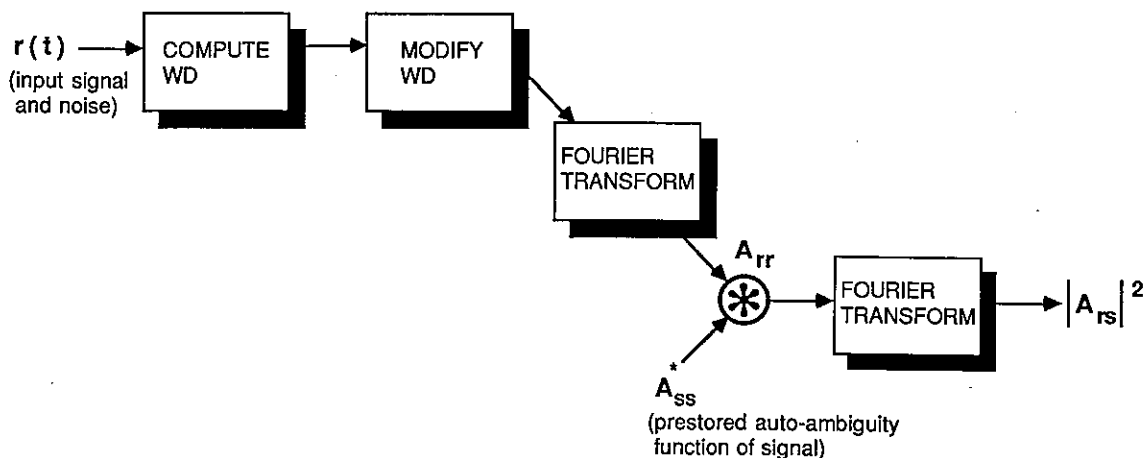 r(t)
(input signal
and noise)
COMPUTE
WD
MODIFY
WD
FOURIER
TRANSFORM
A_rr
FOURIER
TRANSFORM
|A_rs|^2
A_ss^*
(prestored auto-ambiguity
function of signal)